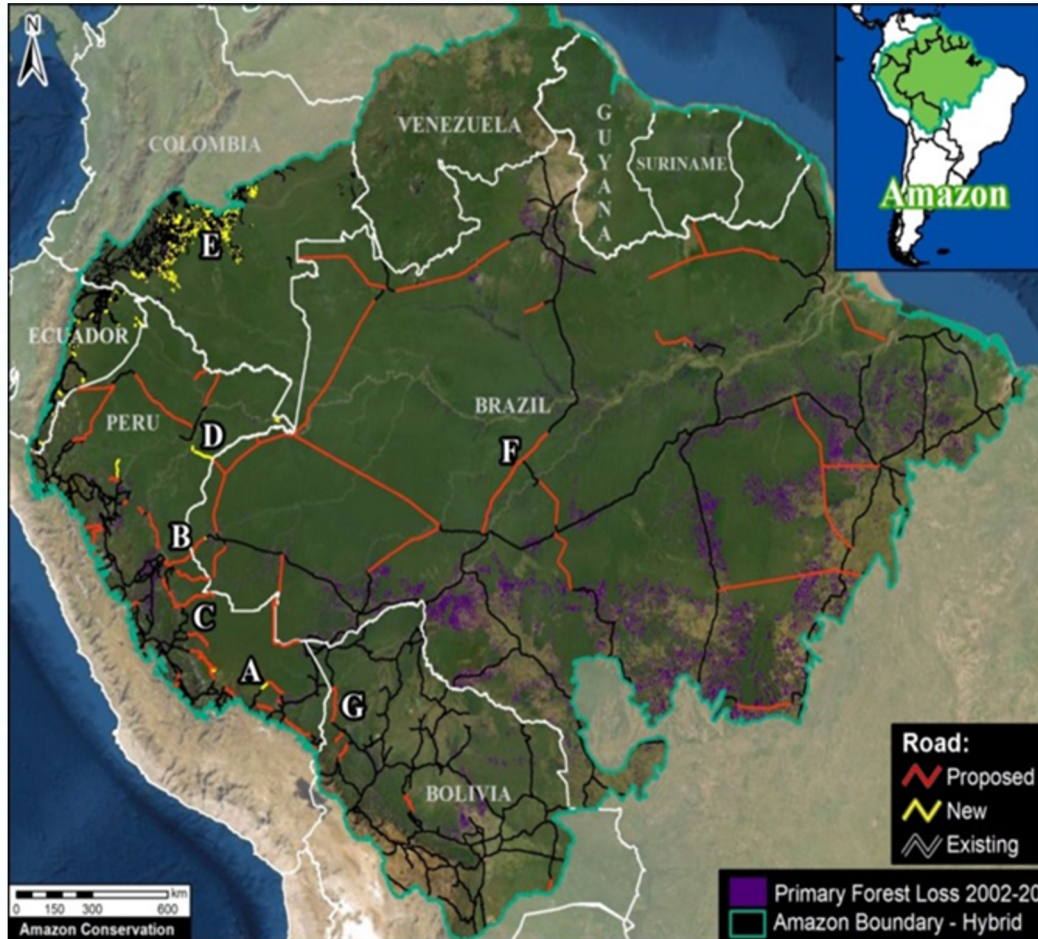 N
COLOMBIA
VENEZUELA
GUYANA
SURINAME
Amazon
E
ECUADOR
PERU
BRAZIL
D
F
B
C
A
G
BOLIVIA
Road:
Proposed
New
Existing
Primary Forest Loss 2002-20
Amazon Boundary - Hybrid
km
0 150 300 600
Amazon Conservation